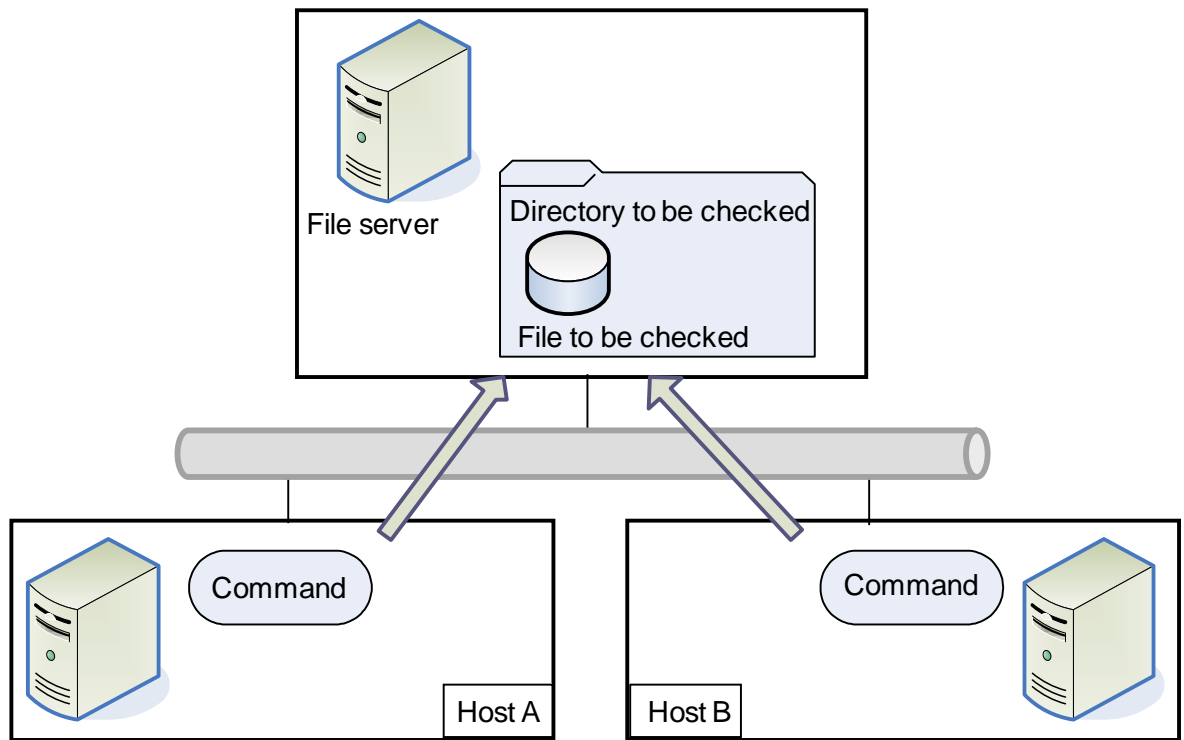 File server
Directory to be checked
File to be checked
Command
Command
Host A
Host B